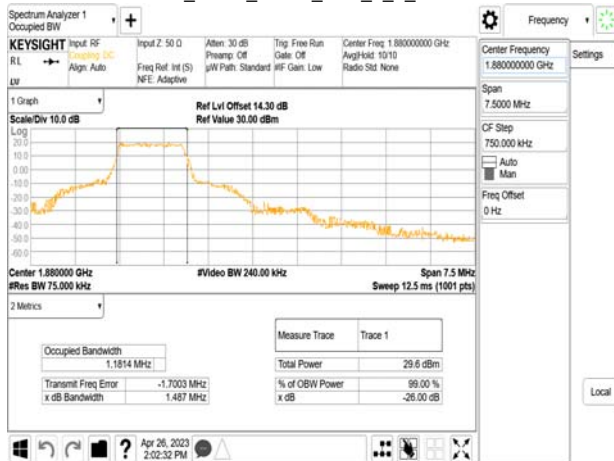 Spectrum Analyzer 1
Occupied BW
Frequency
KEYSIGHT
RL
Input: RF
Coupling: DC
Align: Auto
Input Z: 50 Ω
Freq Ref: Int (S)
NFE: Adaptive
Atten: 30 dB
Preamp: Off
µW Path: Standard
Trig: Free Run
Gate: Off
#IF Gain: Low
Center Freq: 1.880000000 GHz
Avg|Hold: 10/10
Radio Std: None
1 Graph
Scale/Div 10.0 dB
Ref Lvl Offset 14.30 dB
Ref Value 30.00 dBm
Log
20.0
10.0
0.00
-10.0
-20.0
-30.0
-40.0
-50.0
-60.0
Center 1.880000 GHz
#Video BW 240.00 kHz
Span 7.5 MHz
#Res BW 75.000 kHz
Sweep 12.5 ms (1001 pts)
2 Metrics
Occupied Bandwidth
1.1814 MHz
Transmit Freq Error -1.7003 MHz
x dB Bandwidth 1.487 MHz
Measure Trace Trace 1
Total Power 29.6 dBm
% of OBW Power 99.00 %
x dB -26.00 dB
Center Frequency
1.880000000 GHz
Span
7.5000 MHz
CF Step
750.000 kHz
Auto
Man
Freq Offset
0 Hz
Settings
Local
?
Apr 26, 2023
2:02:32 PM